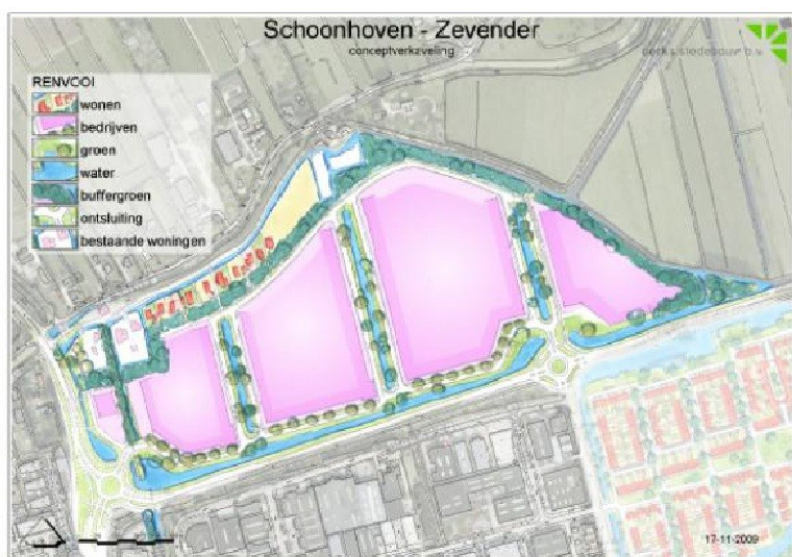 Schoonhoven - Zevender
conceptverkaveling
RENVOOI
wonen
bedrijven
groen
water
buffergroen
ontsluiting
bestaande woningen
17-11-2009